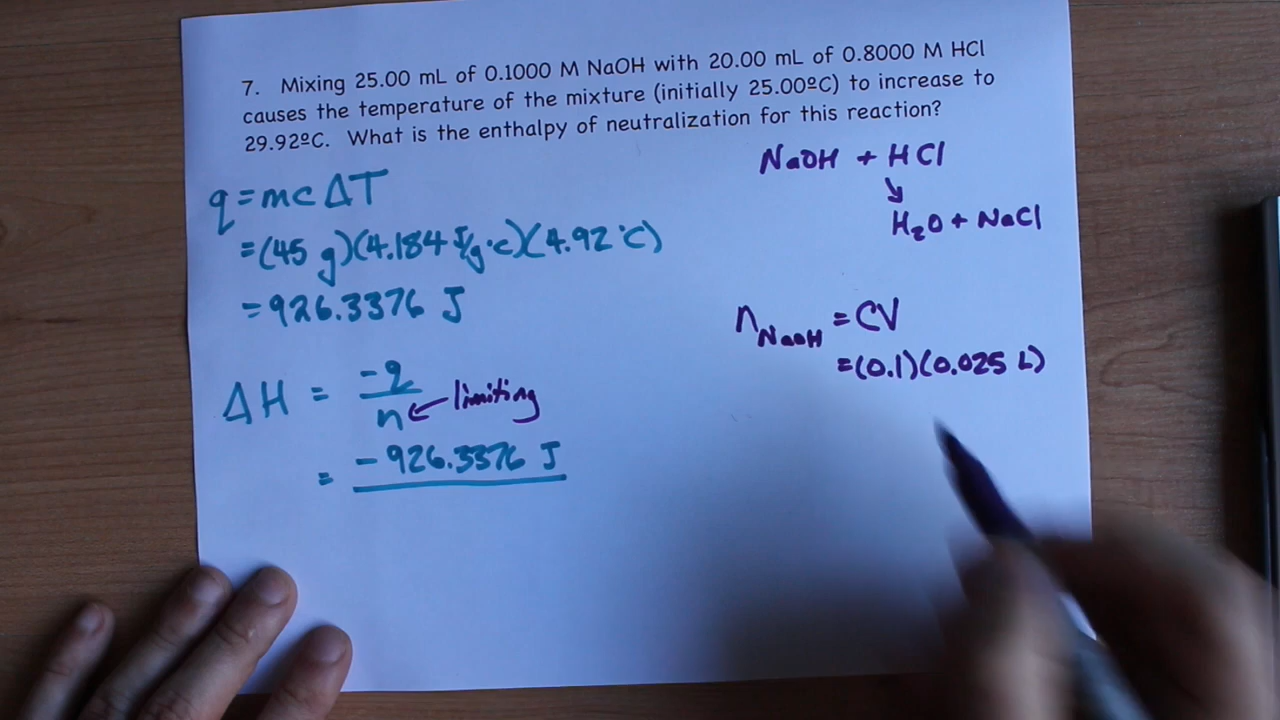 7. Mixing 25.00 mL of 0.1000 M NaOH with 20.00 mL of 0.8000 M HCl
causes the temperature of the mixture (initially 25.00ºC) to increase to
29.92ºC. What is the enthalpy of neutralization for this reaction?
NaOH + HCl
↘
H₂O + NaCl
q = mcΔT
= (45 g)(4.184 J/g·°C)(4.92 °C)
= 926.3376 J
n NaOH = CV
= (0.1)(0.025 L)
ΔH = -q/n ← limiting
= -926.3376 J